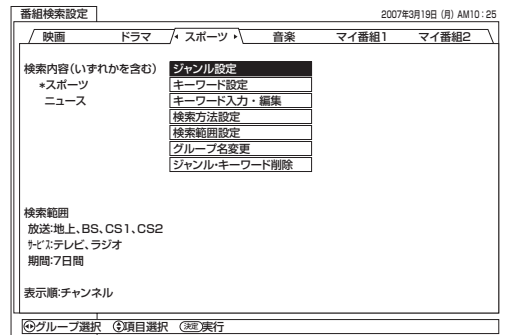 番組検索設定 2007年3月19日（月）AM10：25
映画 ドラマ スポーツ 音楽 マイ番組1 マイ番組2
検索内容（いずれかを含む）
*スポーツ
ニュース
ジャンル設定
キーワード設定
キーワード入力・編集
検索方法設定
検索範囲設定
グループ名変更
ジャンル・キーワード削除
検索範囲
放送:地上、BS、CS1、CS2
ｻｰﾋﾞｽ:テレビ、ラジオ
期間:7日間
表示順:チャンネル
グループ選択 項目選択 決定実行